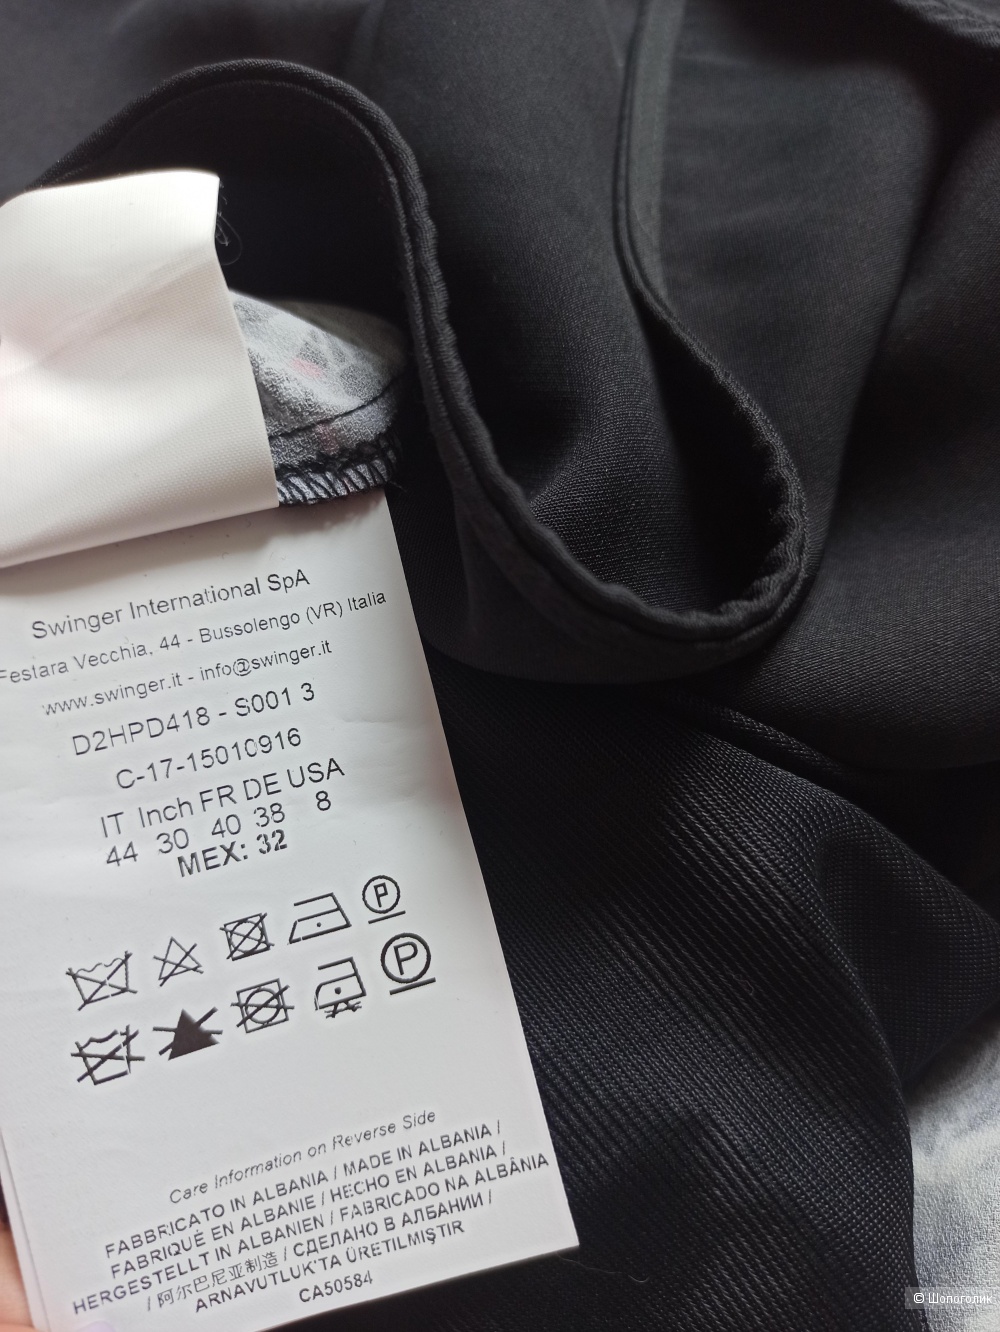 Swinger International SpA
Festara Vecchia, 44 - Bussolengo (VR) Italia
www.swinger.it - info@swinger.it
D2HPD418 - S001 3
C-17-15010916
IT Inch FR DE USA
44 30 40 38 8
MEX: 32
P
P
Care Information on Reverse Side
FABBRICATO IN ALBANIA / MADE IN ALBANIA /
FABRIQUÉ EN ALBANIE / HECHO EN ALBANIA /
HERGESTELLT IN ALBANIEN / FABRICADO NA ALBÂNIA
/ 阿尔巴尼亚制造 / СДЕЛАНО В АЛБАНИИ /
ARNAVUTLUK'TA ÜRETILMIŞTIR
CA50584
© Шопоголик